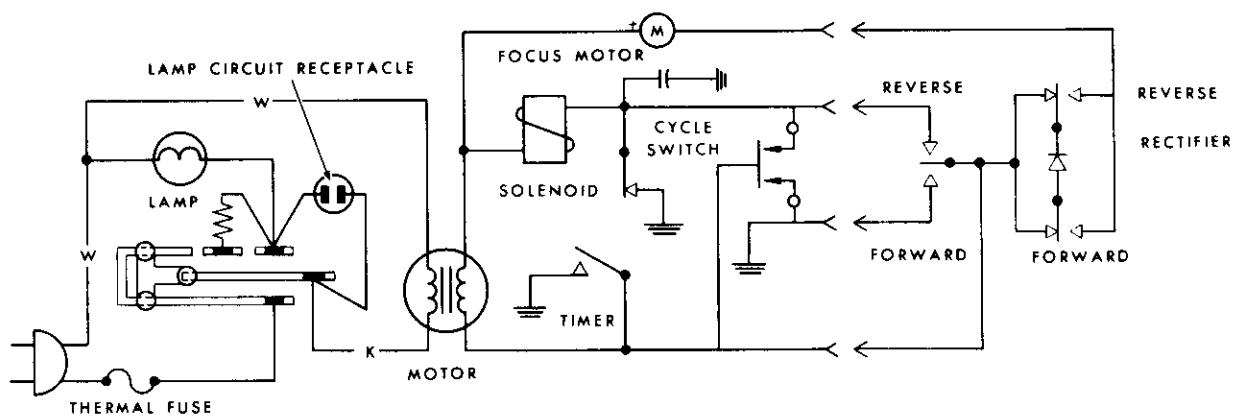 M
FOCUS MOTOR
LAMP CIRCUIT RECEPTACLE
W
REVERSE
REVERSE
CYCLE
SWITCH
RECTIFIER
LAMP
SOLENOID
W
FORWARD
FORWARD
TIMER
K
MOTOR
THERMAL FUSE